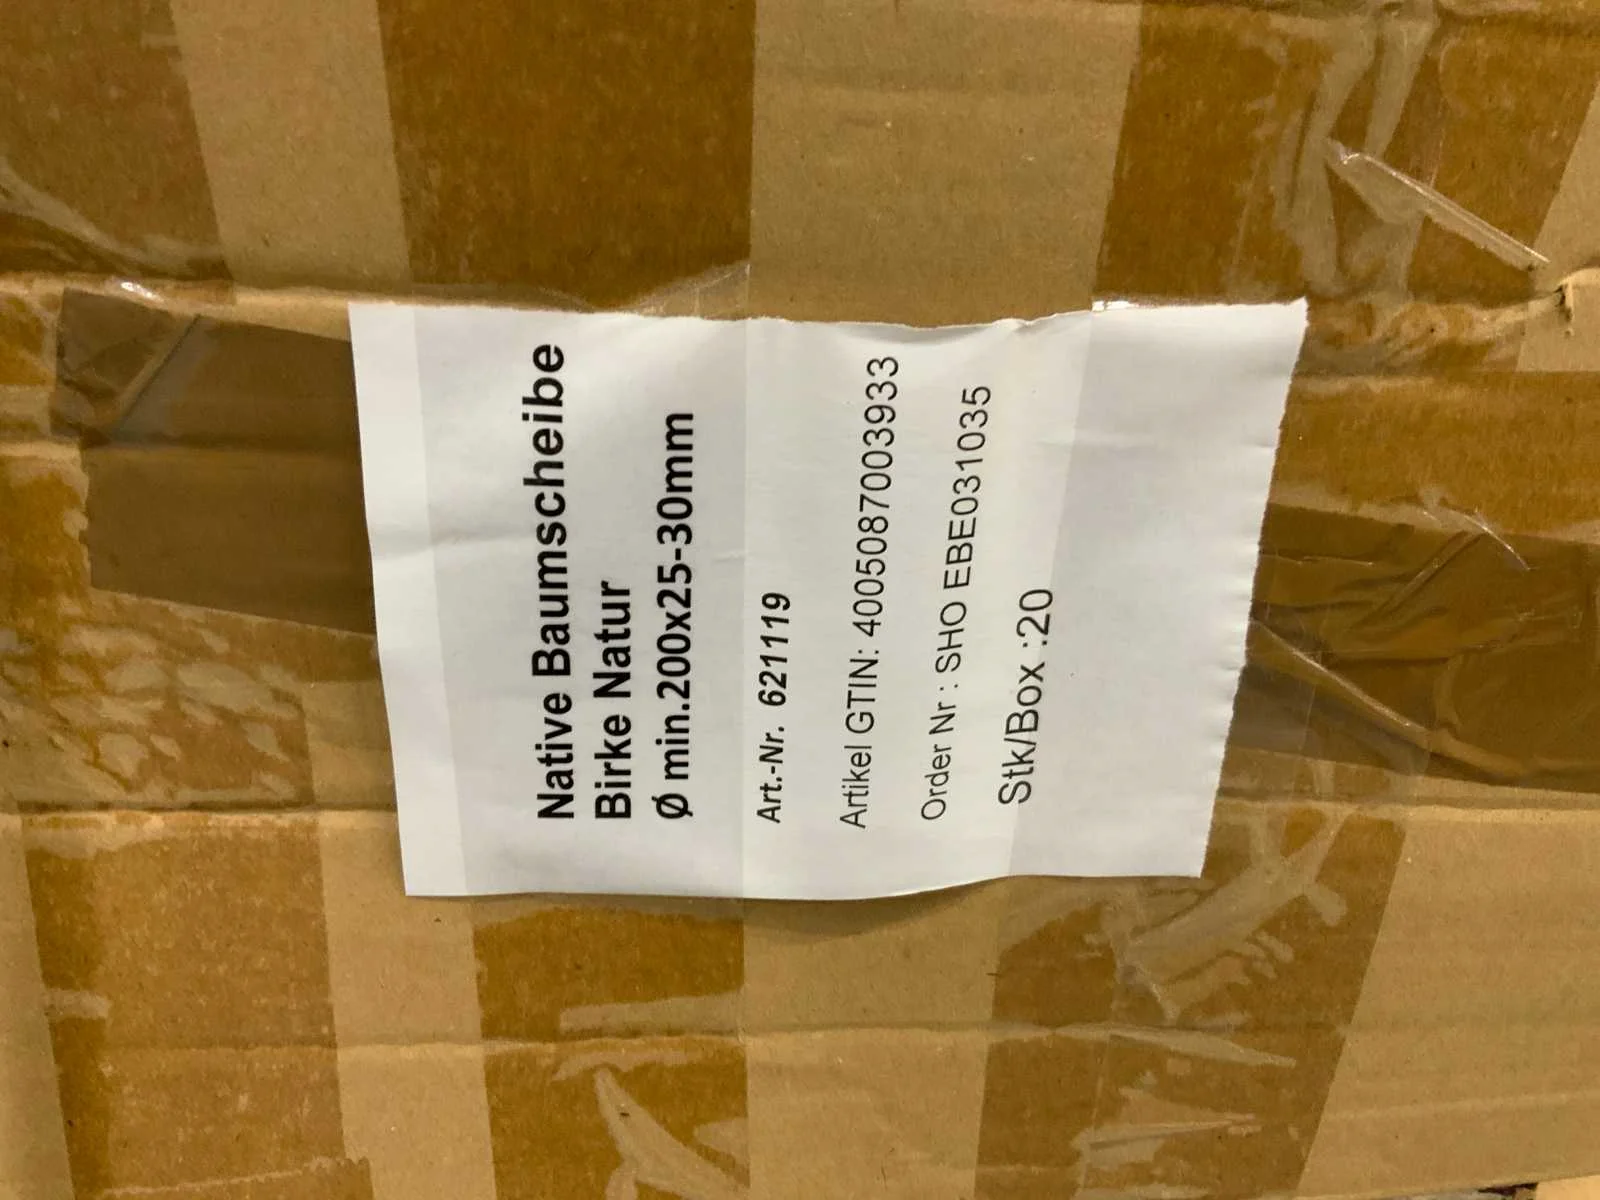 Native Baumscheibe
Birke Natur
Ø min.200x25-30mm
Art.-Nr. 621119
Artikel GTIN: 4005087003933
Order Nr : SHO EBE031035
Stk/Box :20